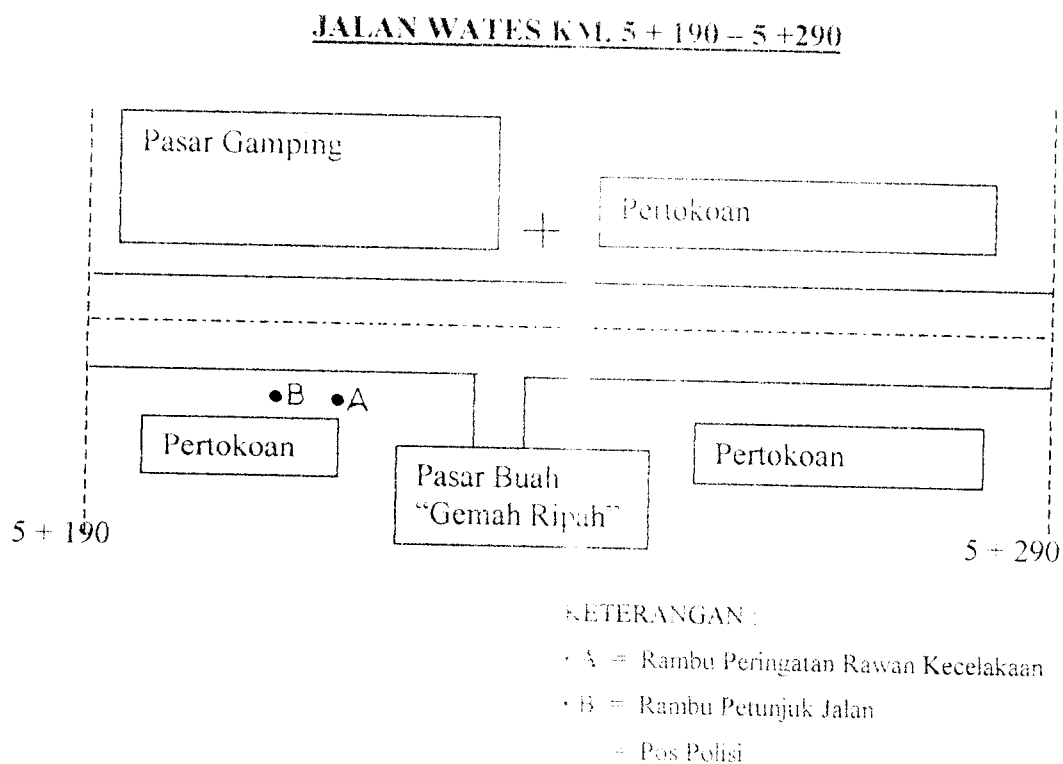 JALAN WATES KM. 5 + 190 – 5 +290
Pasar Gamping
Pertokoan
B
A
Pertokoan
Pasar Buah
“Gemah Ripah”
Pertokoan
5 + 190
5 + 290
KETERANGAN :
• A = Rambu Peringatan Rawan Kecelakaan
• B = Rambu Petunjuk Jalan
= Pos Polisi